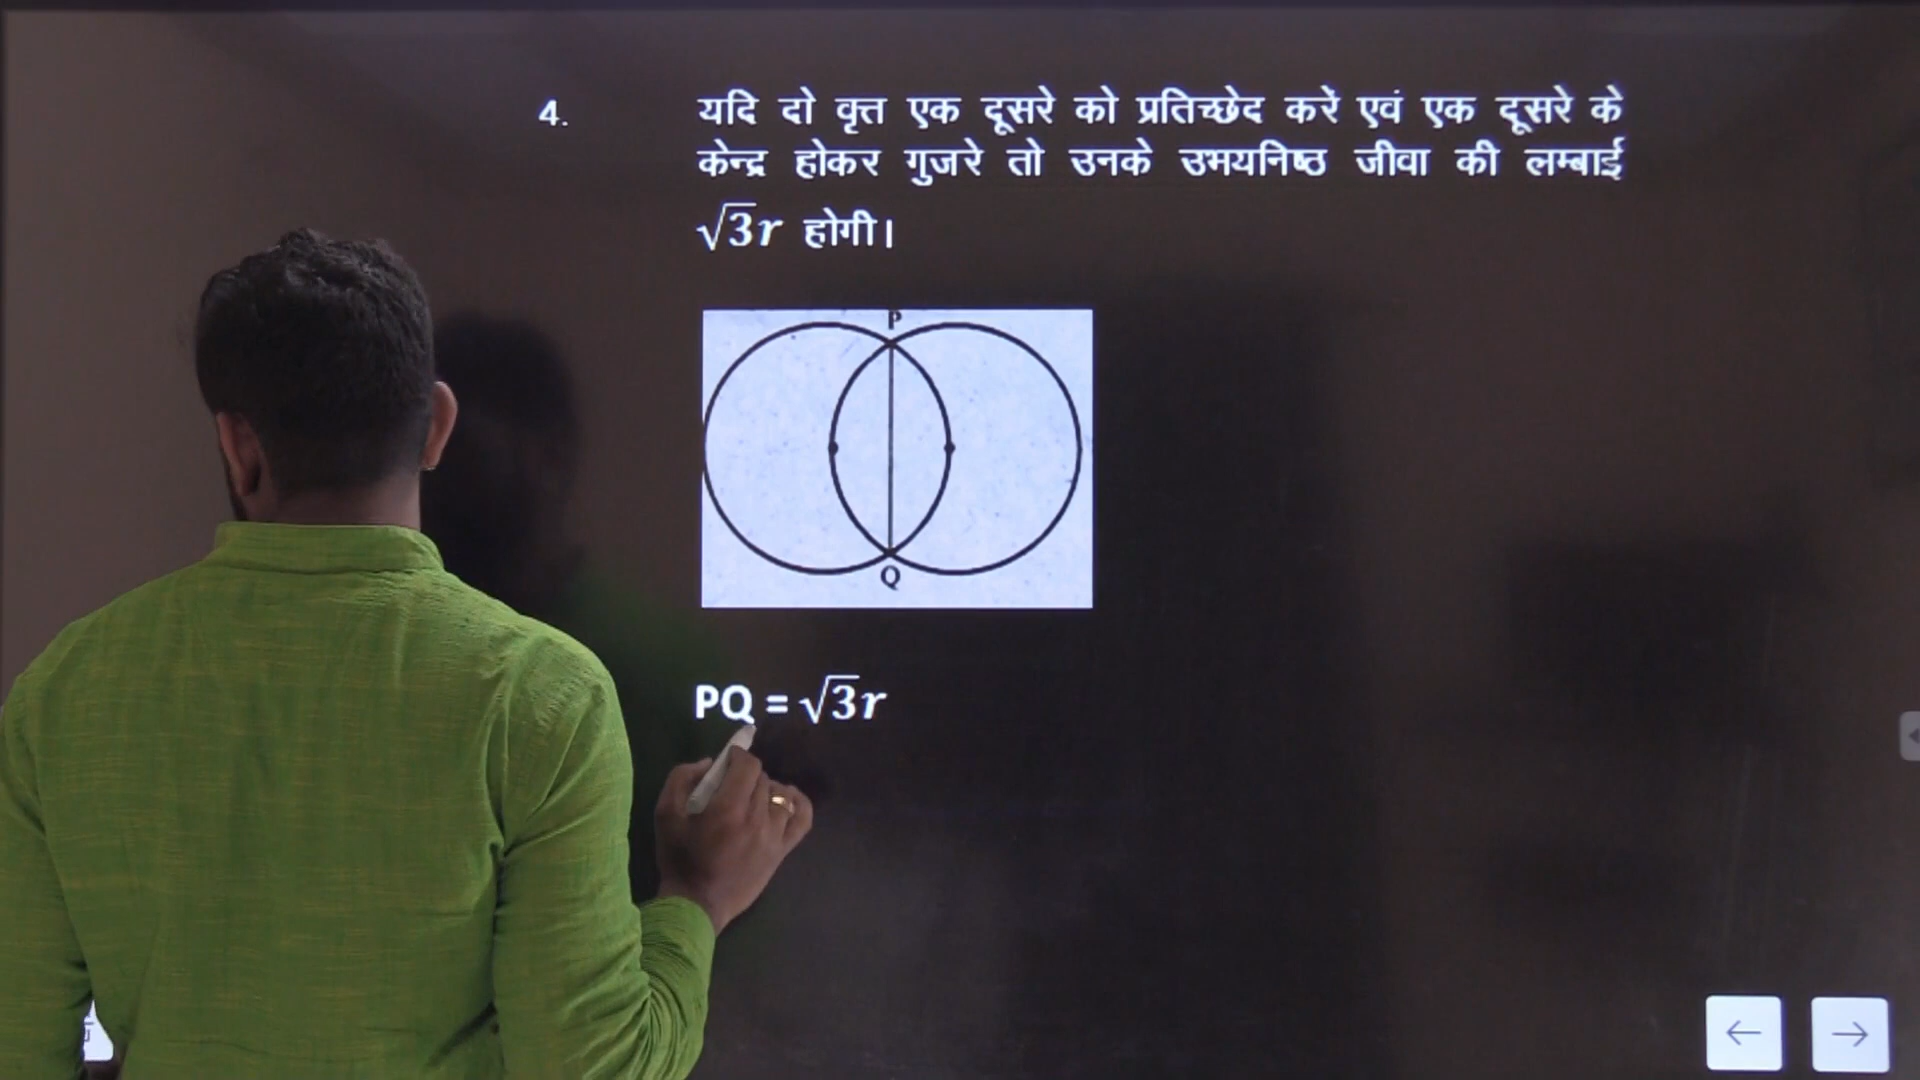 4. यदि दो वृत्त एक दूसरे को प्रतिच्छेद करें एवं एक दूसरे के
केन्द्र होकर गुजरे तो उनके उभयनिष्ठ जीवा की लम्बाई
√3r होगी।
P
Q
PQ = √3r